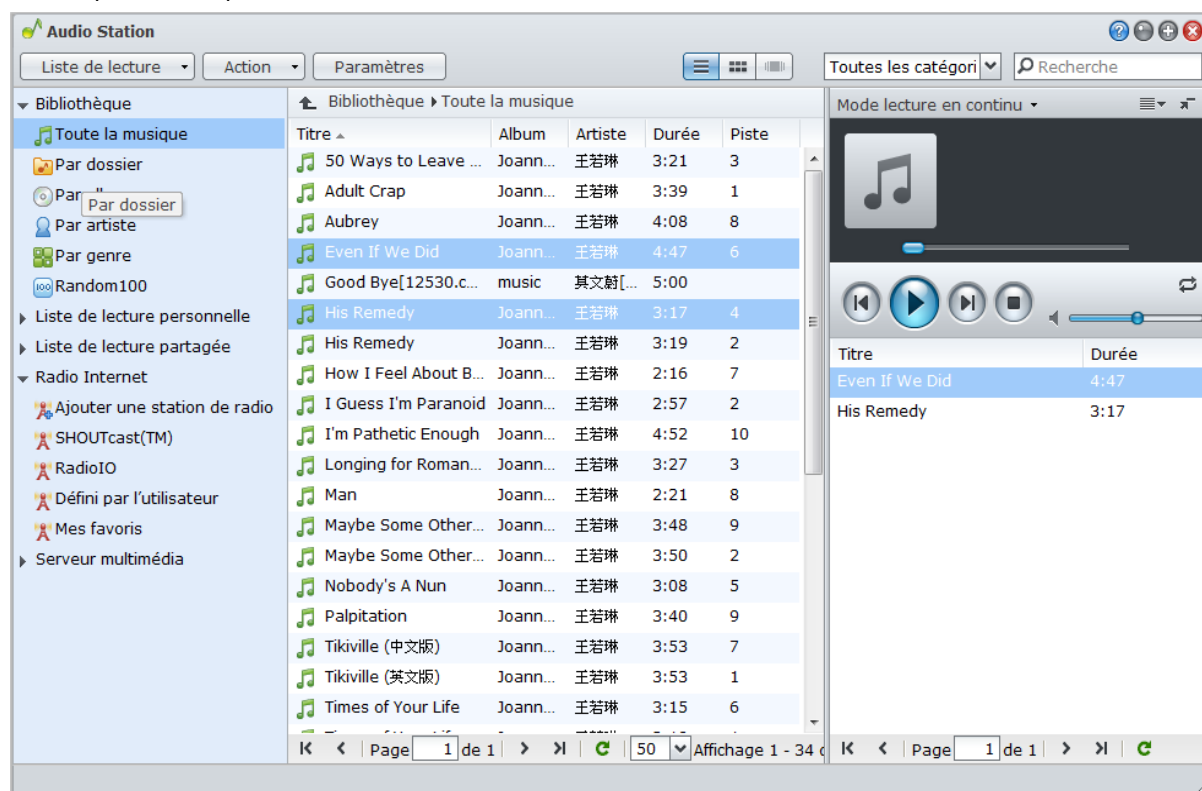 Audio Station
Liste de lecture Action Paramètres Toutes les catégori Recherche
Bibliothèque
Toute la musique
Par dossier
Par dossier
Par artiste
Par genre
Random100
Liste de lecture personnelle
Liste de lecture partagée
Radio Internet
Ajouter une station de radio
SHOUTcast(TM)
RadioIO
Défini par l'utilisateur
Mes favoris
Serveur multimédia
Bibliothèque Toute la musique
Titre Album Artiste Durée Piste
50 Ways to Leave ... Joann... 王若琳 3:21 3
Adult Crap Joann... 王若琳 3:39 1
Aubrey Joann... 王若琳 4:08 8
Even If We Did Joann... 王若琳 4:47 6
Good Bye[12530.c... music 莫文蔚[... 5:00
His Remedy Joann... 王若琳 3:17 4
His Remedy Joann... 王若琳 3:19 2
How I Feel About B... Joann... 王若琳 2:16 7
I Guess I'm Paranoid Joann... 王若琳 2:57 2
I'm Pathetic Enough Joann... 王若琳 4:52 10
Longing for Roman... Joann... 王若琳 3:27 3
Man Joann... 王若琳 2:21 8
Maybe Some Other... Joann... 王若琳 3:48 9
Maybe Some Other... Joann... 王若琳 3:50 2
Nobody's A Nun Joann... 王若琳 3:08 5
Palpitation Joann... 王若琳 3:40 9
Tikiville (中文版) Joann... 王若琳 3:53 7
Tikiville (英文版) Joann... 王若琳 3:53 1
Times of Your Life Joann... 王若琳 3:15 6
Page 1 de 1 50 Affichage 1 - 34
Mode lecture en continu
Titre Durée
Even If We Did 4:47
His Remedy 3:17
Page 1 de 1